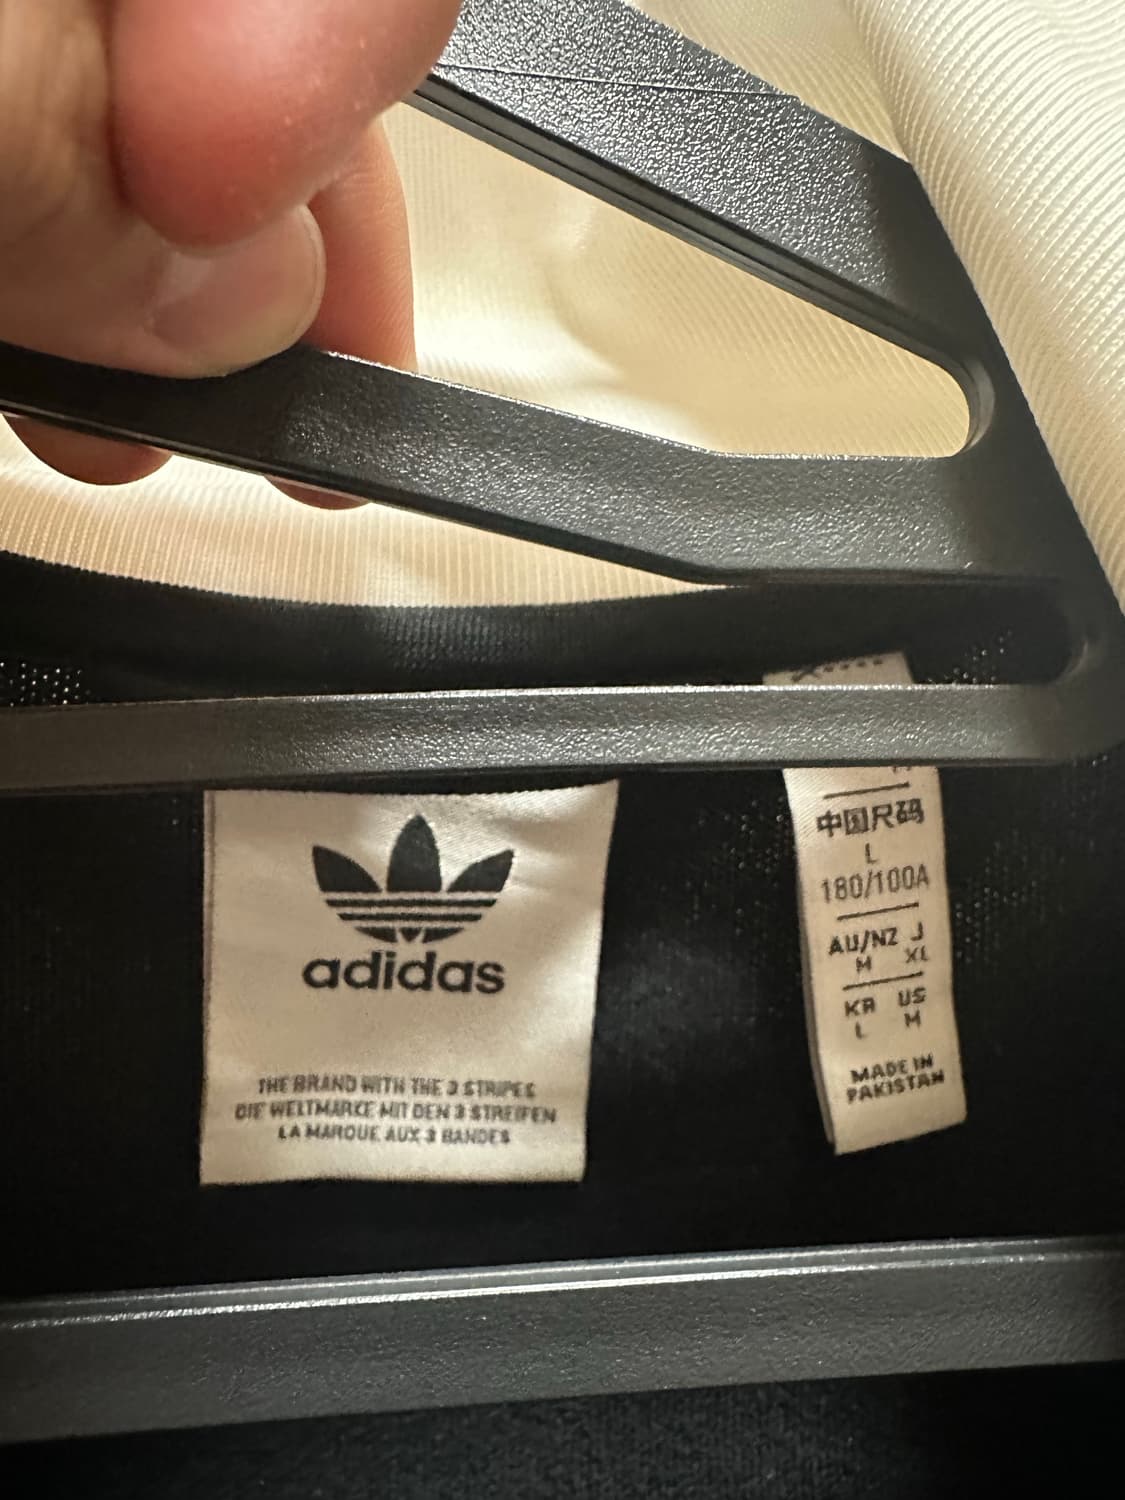 adidas
THE BRAND WITH THE 3 STRIPES
DIE WELTMARKE MIT DEN 3 STREIFEN
LA MARQUE AUX 3 BANDES
中国尺码
L
180/100A
AU/NZ J
M XL
KR US
L M
MADE IN
PAKISTAN